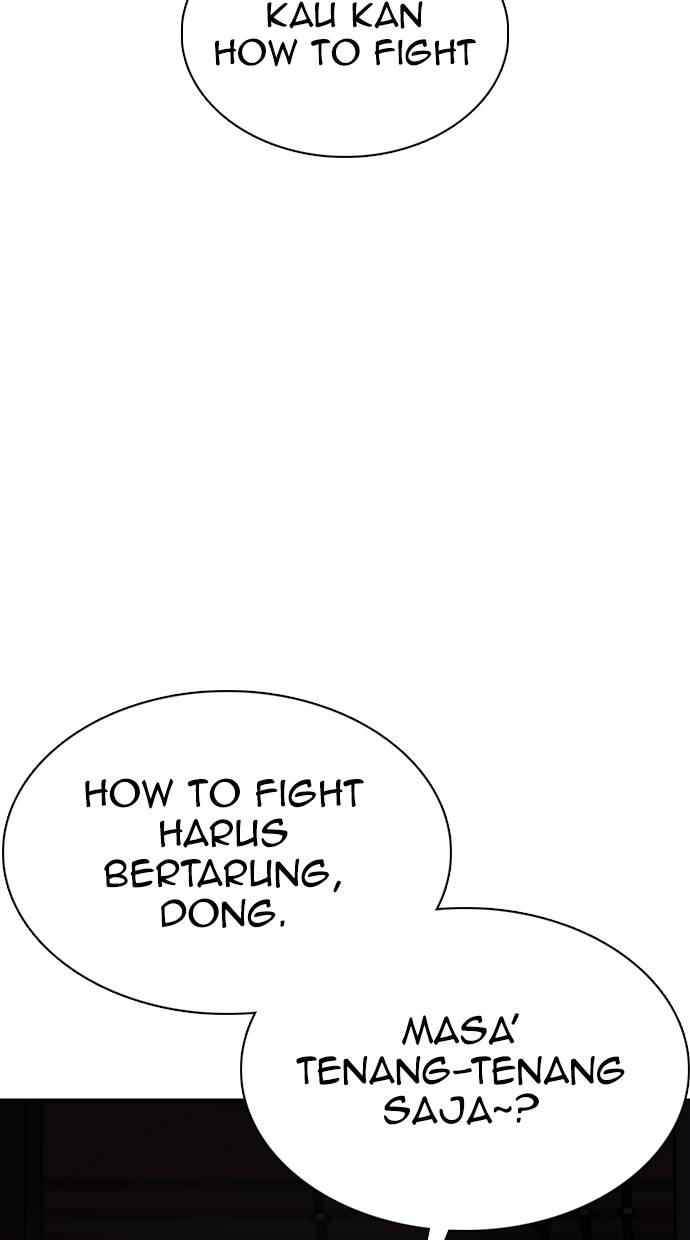 KAU KAN
HOW TO FIGHT
HOW TO FIGHT
HARUS
BERTARUNG,
DONG.
MASA'
TENANG-TENANG
SAJA~?